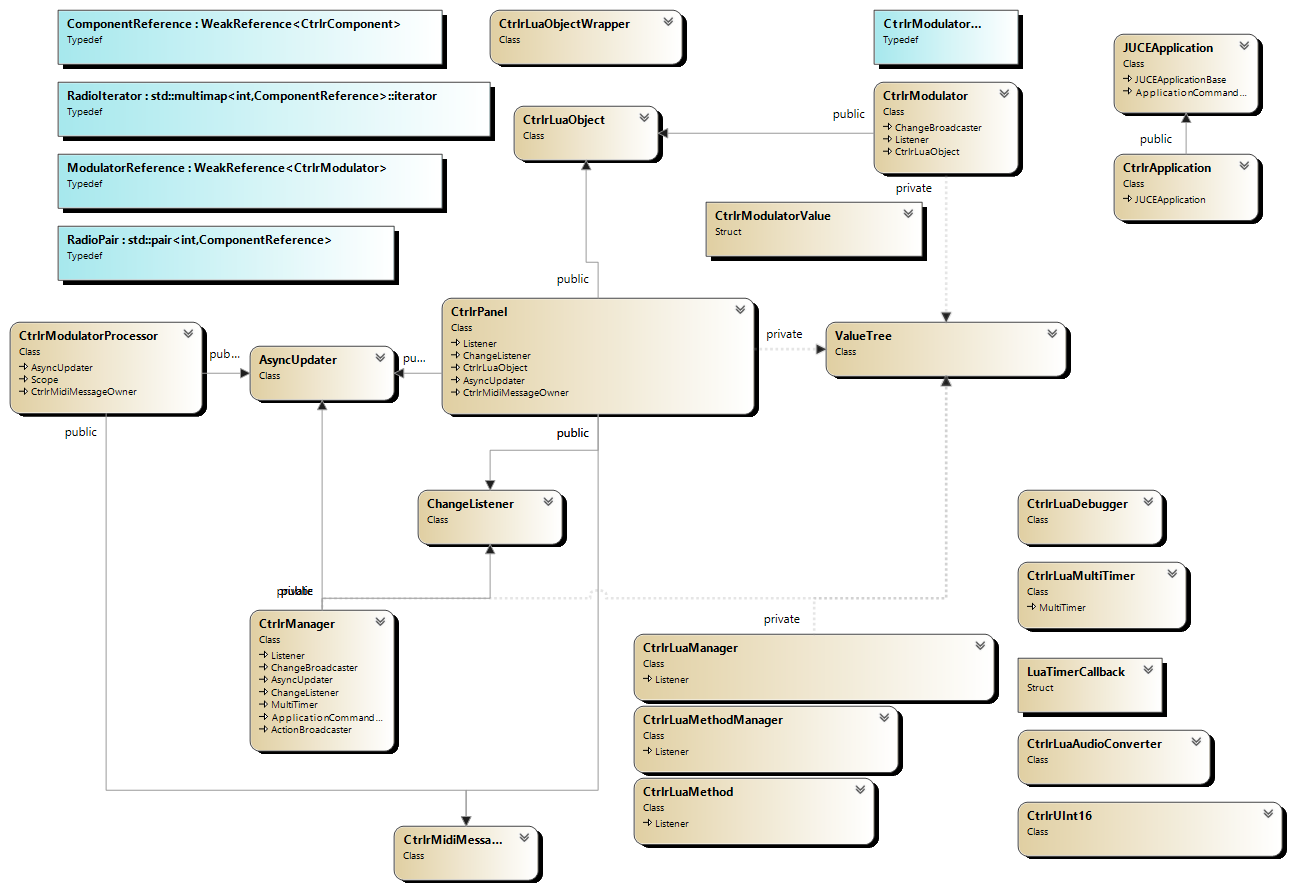 ComponentReference : WeakReference<CtrlrComponent>
Typedef
RadioIterator : std::multimap<int,ComponentReference>::iterator
Typedef
ModulatorReference : WeakReference<CtrlrModulator>
Typedef
RadioPair : std::pair<int,ComponentReference>
Typedef
CtrlrLuaObjectWrapper
Class
CtrlrModulator...
Typedef
JUCEApplication
Class
JUCEApplicationBase
ApplicationCommand...
public
CtrlrApplication
Class
JUCEApplication
CtrlrLuaObject
Class
public
CtrlrModulator
Class
ChangeBroadcaster
Listener
CtrlrLuaObject
private
CtrlrModulatorValue
Struct
public
CtrlrModulatorProcessor
Class
AsyncUpdater
Scope
CtrlrMidiMessageOwner
pub...
AsyncUpdater
Class
pu...
CtrlrPanel
Class
Listener
ChangeListener
CtrlrLuaObject
AsyncUpdater
CtrlrMidiMessageOwner
private
ValueTree
Class
public
public
ChangeListener
Class
private
public
CtrlrManager
Class
Listener
ChangeBroadcaster
AsyncUpdater
ChangeListener
MultiTimer
ApplicationCommand...
ActionBroadcaster
private
CtrlrLuaManager
Class
Listener
CtrlrLuaMethodManager
Class
Listener
CtrlrLuaMethod
Class
Listener
CtrlrMidiMessa...
Class
CtrlrLuaDebugger
Class
CtrlrLuaMultiTimer
Class
MultiTimer
LuaTimerCallback
Struct
CtrlrLuaAudioConverter
Class
CtrlrUInt16
Class